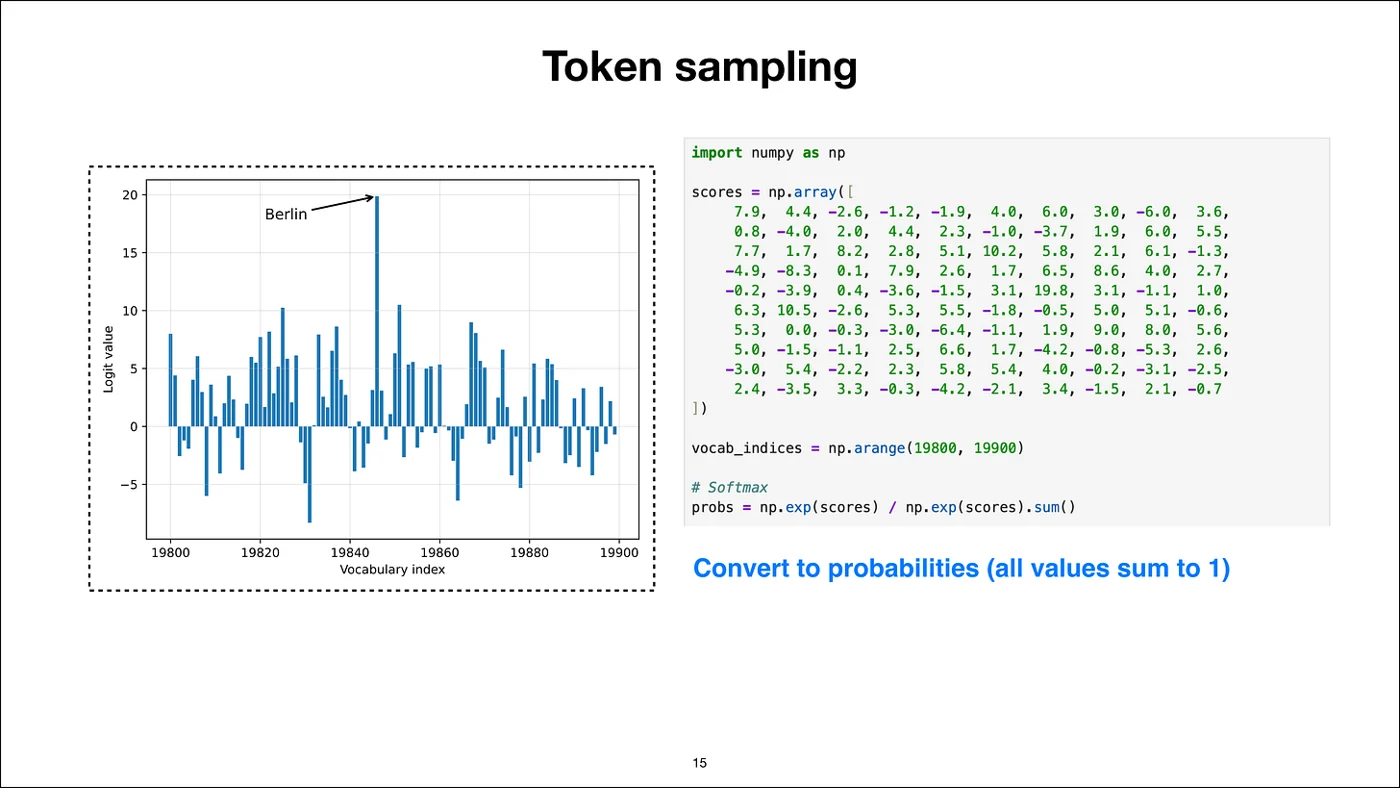 Token sampling
20
15
10
5
0
−5
Logit value
Berlin
19800 19820 19840 19860 19880 19900
Vocabulary index
import numpy as np
scores = np.array([
7.9, 4.4, −2.6, −1.2, −1.9, 4.0, 6.0, 3.0, −6.0, 3.6,
0.8, −4.0, 2.0, 4.4, 2.3, −1.0, −3.7, 1.9, 6.0, 5.5,
7.7, 1.7, 8.2, 2.8, 5.1, 10.2, 5.8, 2.1, 6.1, −1.3,
−4.9, −8.3, 0.1, 7.9, 2.6, 1.7, 6.5, 8.6, 4.0, 2.7,
−0.2, −3.9, 0.4, −3.6, −1.5, 3.1, 19.8, 3.1, −1.1, 1.0,
6.3, 10.5, −2.6, 5.3, 5.5, −1.8, −0.5, 5.0, 5.1, −0.6,
5.3, 0.0, −0.3, −3.0, −6.4, −1.1, 1.9, 9.0, 8.0, 5.6,
5.0, −1.5, −1.1, 2.5, 6.6, 1.7, −4.2, −0.8, −5.3, 2.6,
−3.0, 5.4, −2.2, 2.3, 5.8, 5.4, 4.0, −0.2, −3.1, −2.5,
2.4, −3.5, 3.3, −0.3, −4.2, −2.1, 3.4, −1.5, 2.1, −0.7
])
vocab_indices = np.arange(19800, 19900)
# Softmax
probs = np.exp(scores) / np.exp(scores).sum()
Convert to probabilities (all values sum to 1)
15